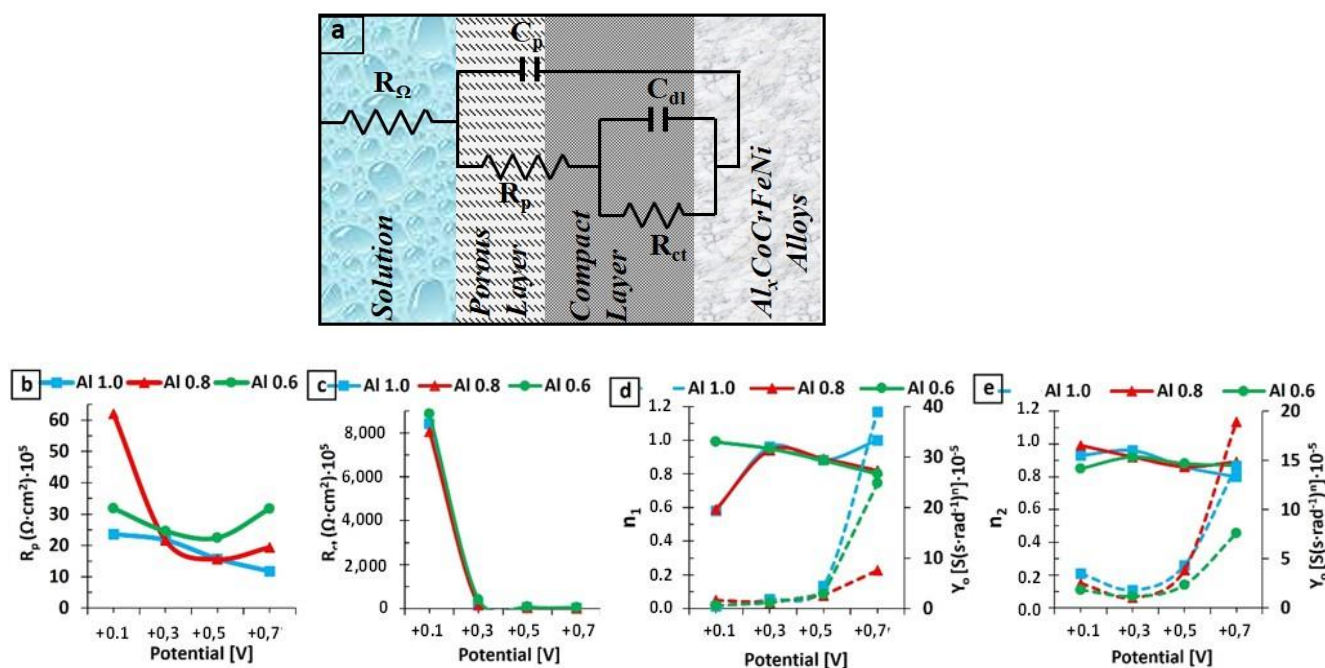 a
C_p
R_Ω
C_dl
R_p
R_ct
Solution
Porous
Layer
Compact
Layer
Al_xCoCrFeNi
Alloys
b
Al 1.0 Al 0.8 Al 0.6
R_p (Ω·cm²)·10⁵
60
50
40
30
20
10
0
+0.1 +0,3 +0,5 +0,7
Potential [V]
c
Al 1.0 Al 0.8 Al 0.6
(Ω·cm²)·10⁵
8,000
6,000
4,000
2,000
0
+0.1 +0,3 +0,5 +0,7
Potential [V]
d
Al 1.0 Al 0.8 Al 0.6
n₁
1.2
1.0
0.8
0.6
0.4
0.2
0.0
40
30
20
10
0
Y_o [S(s·rad⁻¹)ⁿ]·10⁻⁵
+0.1 +0,3 +0,5 +0,7
Potential [V]
e
Al 1.0 Al 0.8 Al 0.6
n₂
1.2
1.0
0.8
0.6
0.4
0.2
0.0
20
15
10
5
0
Y_o [S(s·rad⁻¹)ⁿ]·10⁻⁵
+0.1 +0,3 +0,5 +0,7
Potential [V]